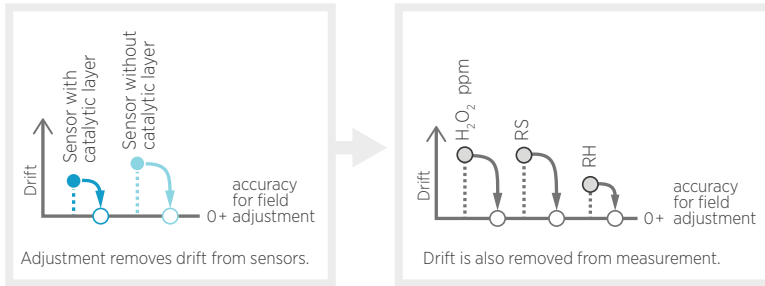 Sensor with
catalytic layer
Sensor without
catalytic layer
Drift
0+
accuracy
for field
adjustment
Adjustment removes drift from sensors.
H₂O₂ ppm
RS
RH
Drift
0+
accuracy
for field
adjustment
Drift is also removed from measurement.